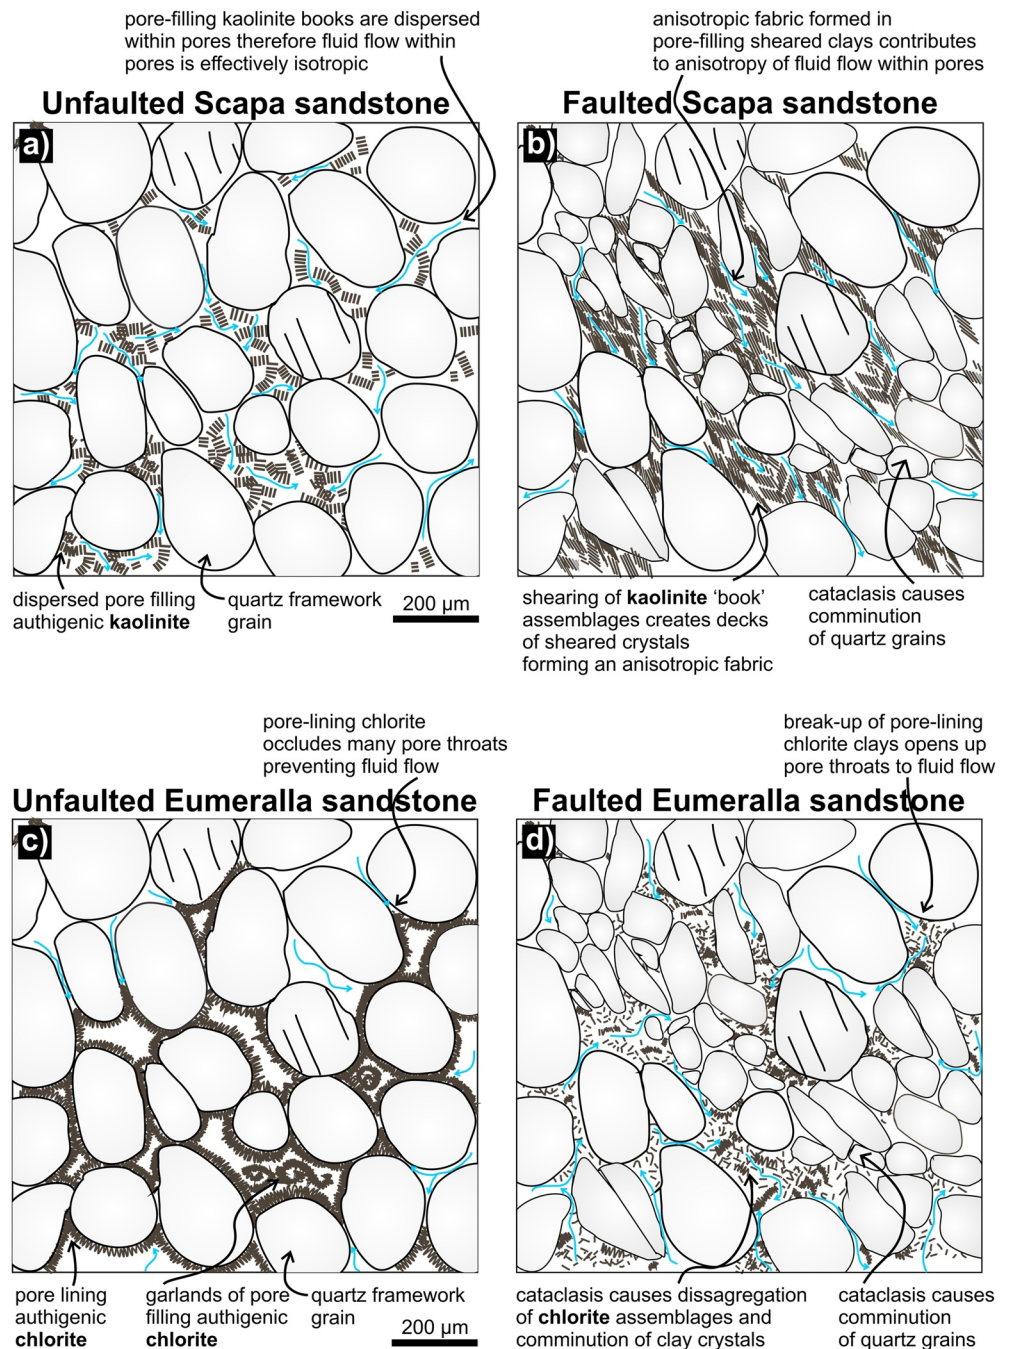 pore-filling kaolinite books are dispersed
within pores therefore fluid flow within
pores is effectively isotropic
anisotropic fabric formed in
pore-filling sheared clays contributes
to anisotropy of fluid flow within pores
Unfaulted Scapa sandstone
Faulted Scapa sandstone
a)
b)
dispersed pore filling
authigenic kaolinite
quartz framework
grain
200 µm
shearing of kaolinite ‘book’
assemblages creates decks
of sheared crystals
forming an anisotropic fabric
cataclasis causes
comminution
of quartz grains
pore-lining chlorite
occludes many pore throats
preventing fluid flow
break-up of pore-lining
chlorite clays opens up
pore throats to fluid flow
Unfaulted Eumeralla sandstone
Faulted Eumeralla sandstone
c)
d)
pore lining
authigenic
chlorite
garlands of pore
filling authigenic
chlorite
quartz framework
grain
200 µm
cataclasis causes dissagregation
of chlorite assemblages and
comminution of clay crystals
cataclasis causes
comminution
of quartz grains